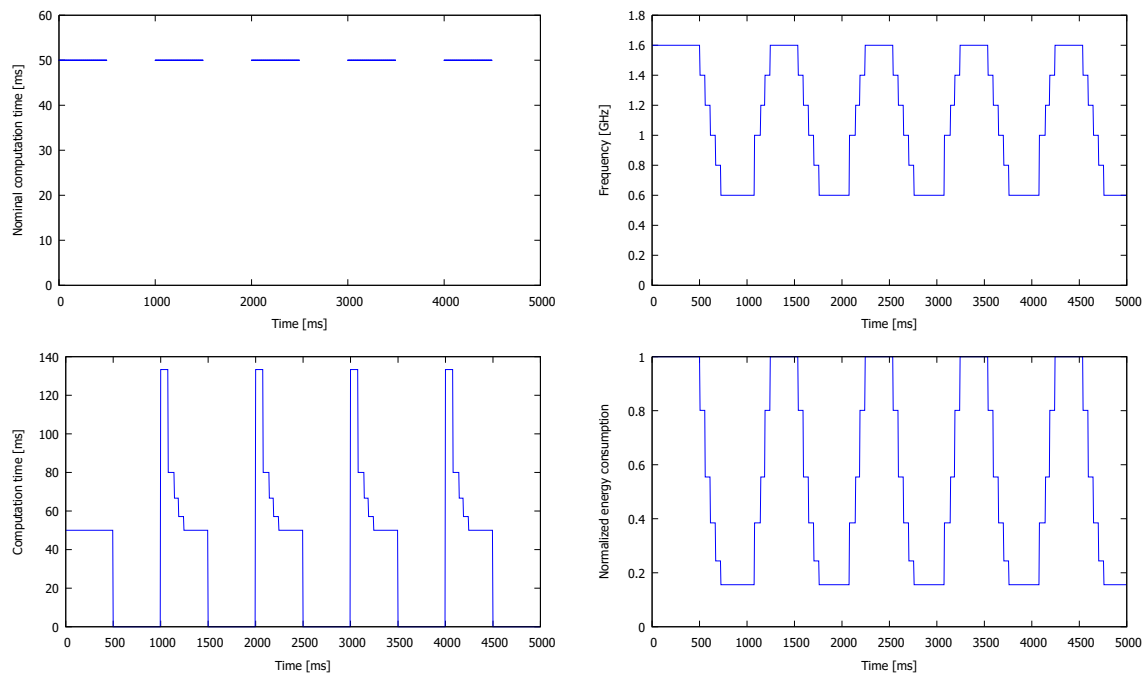 Nominal computation time [ms]
60
50
40
30
20
10
0
0 1000 2000 3000 4000 5000
Time [ms]
Frequency [GHz]
1.8
1.6
1.4
1.2
1
0.8
0.6
0.4
0.2
0
0 500 1000 1500 2000 2500 3000 3500 4000 4500 5000
Time [ms]
Computation time [ms]
140
120
100
80
60
40
20
0
0 500 1000 1500 2000 2500 3000 3500 4000 4500 5000
Time [ms]
Normalized energy consumption
1
0.8
0.6
0.4
0.2
0
0 500 1000 1500 2000 2500 3000 3500 4000 4500 5000
Time [ms]